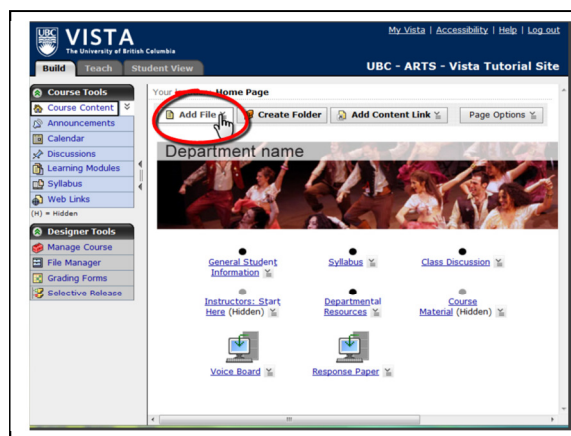 UBC
VISTA
The University of British Columbia
My Vista | Accessibility | Help | Log out
Build
Teach
Student View
UBC - ARTS - Vista Tutorial Site
Course Tools
Course Content
Announcements
Calendar
Discussions
Learning Modules
Syllabus
Web Links
(H) = Hidden
Designer Tools
Manage Course
File Manager
Grading Forms
Selective Release
Your Home Page
Add File
Create Folder
Add Content Link
Page Options
Department name
General Student
Information
Syllabus
Class Discussion
Instructors: Start
Here (Hidden)
Departmental
Resources
Course
Material (Hidden)
Voice Board
Response Paper